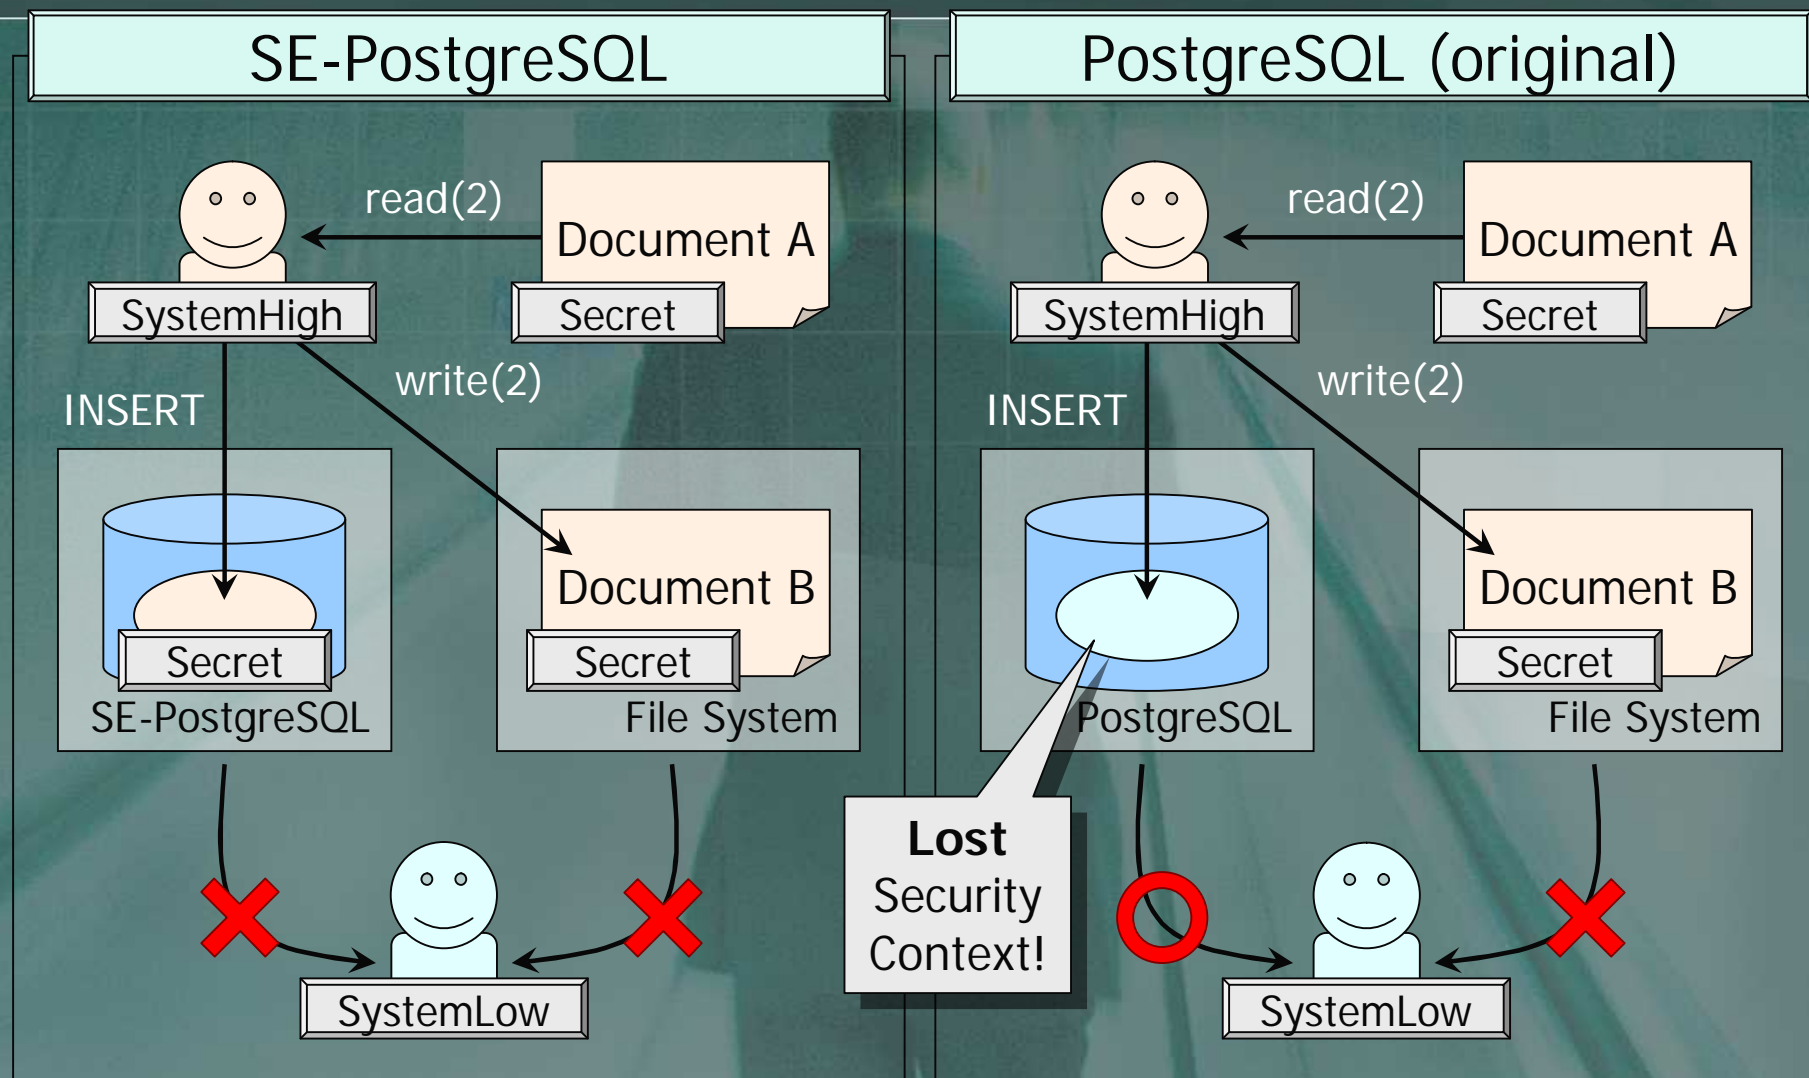 SE-PostgreSQL
read(2)
Document A
SystemHigh
Secret
write(2)
INSERT
Document B
Secret
Secret
SE-PostgreSQL
File System
SystemLow
PostgreSQL (original)
read(2)
Document A
SystemHigh
Secret
write(2)
INSERT
Document B
Secret
PostgreSQL
File System
Lost
Security
Context!
SystemLow